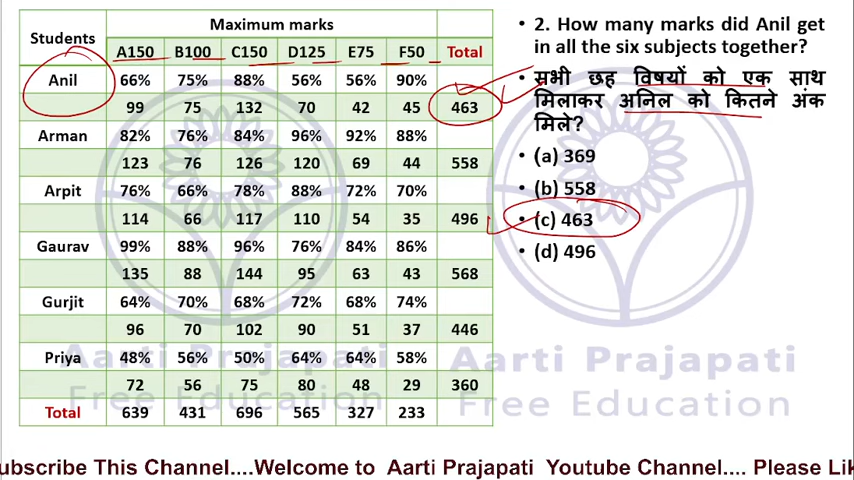 Students Maximum marks
A150 B100 C150 D125 E75 F50 Total
Anil 66% 75% 88% 56% 56% 90%
99 75 132 70 42 45 463
Arman 82% 76% 84% 96% 92% 88%
123 76 126 120 69 44 558
Arpit 76% 66% 78% 88% 72% 70%
114 66 117 110 54 35 496
Gaurav 99% 88% 96% 76% 84% 86%
135 88 144 95 63 43 568
Gurjit 64% 70% 68% 72% 68% 74%
96 70 102 90 51 37 446
Priya 48% 56% 50% 64% 64% 58%
72 56 75 80 48 29 360
Total 639 431 696 565 327 233
• 2. How many marks did Anil get
in all the six subjects together?
• सभी छह विषयों को एक साथ
मिलाकर अनिल को कितने अंक
मिले?
• (a) 369
• (b) 558
• (c) 463
• (d) 496
Aarti Prajapati
Free Education
Aarti Prajapati
Free Education
ubscribe This Channel....Welcome to Aarti Prajapati Youtube Channel.... Please Lik